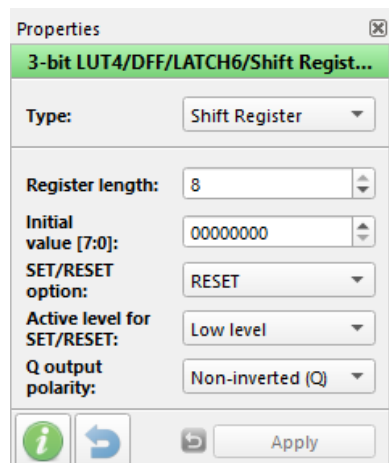 Properties
3-bit LUT4/DFF/LATCH6/Shift Regist...
Type: Shift Register
Register length: 8
Initial
value [7:0]: 00000000
SET/RESET
option: RESET
Active level for
SET/RESET: Low level
Q output
polarity: Non-inverted (Q)
Apply